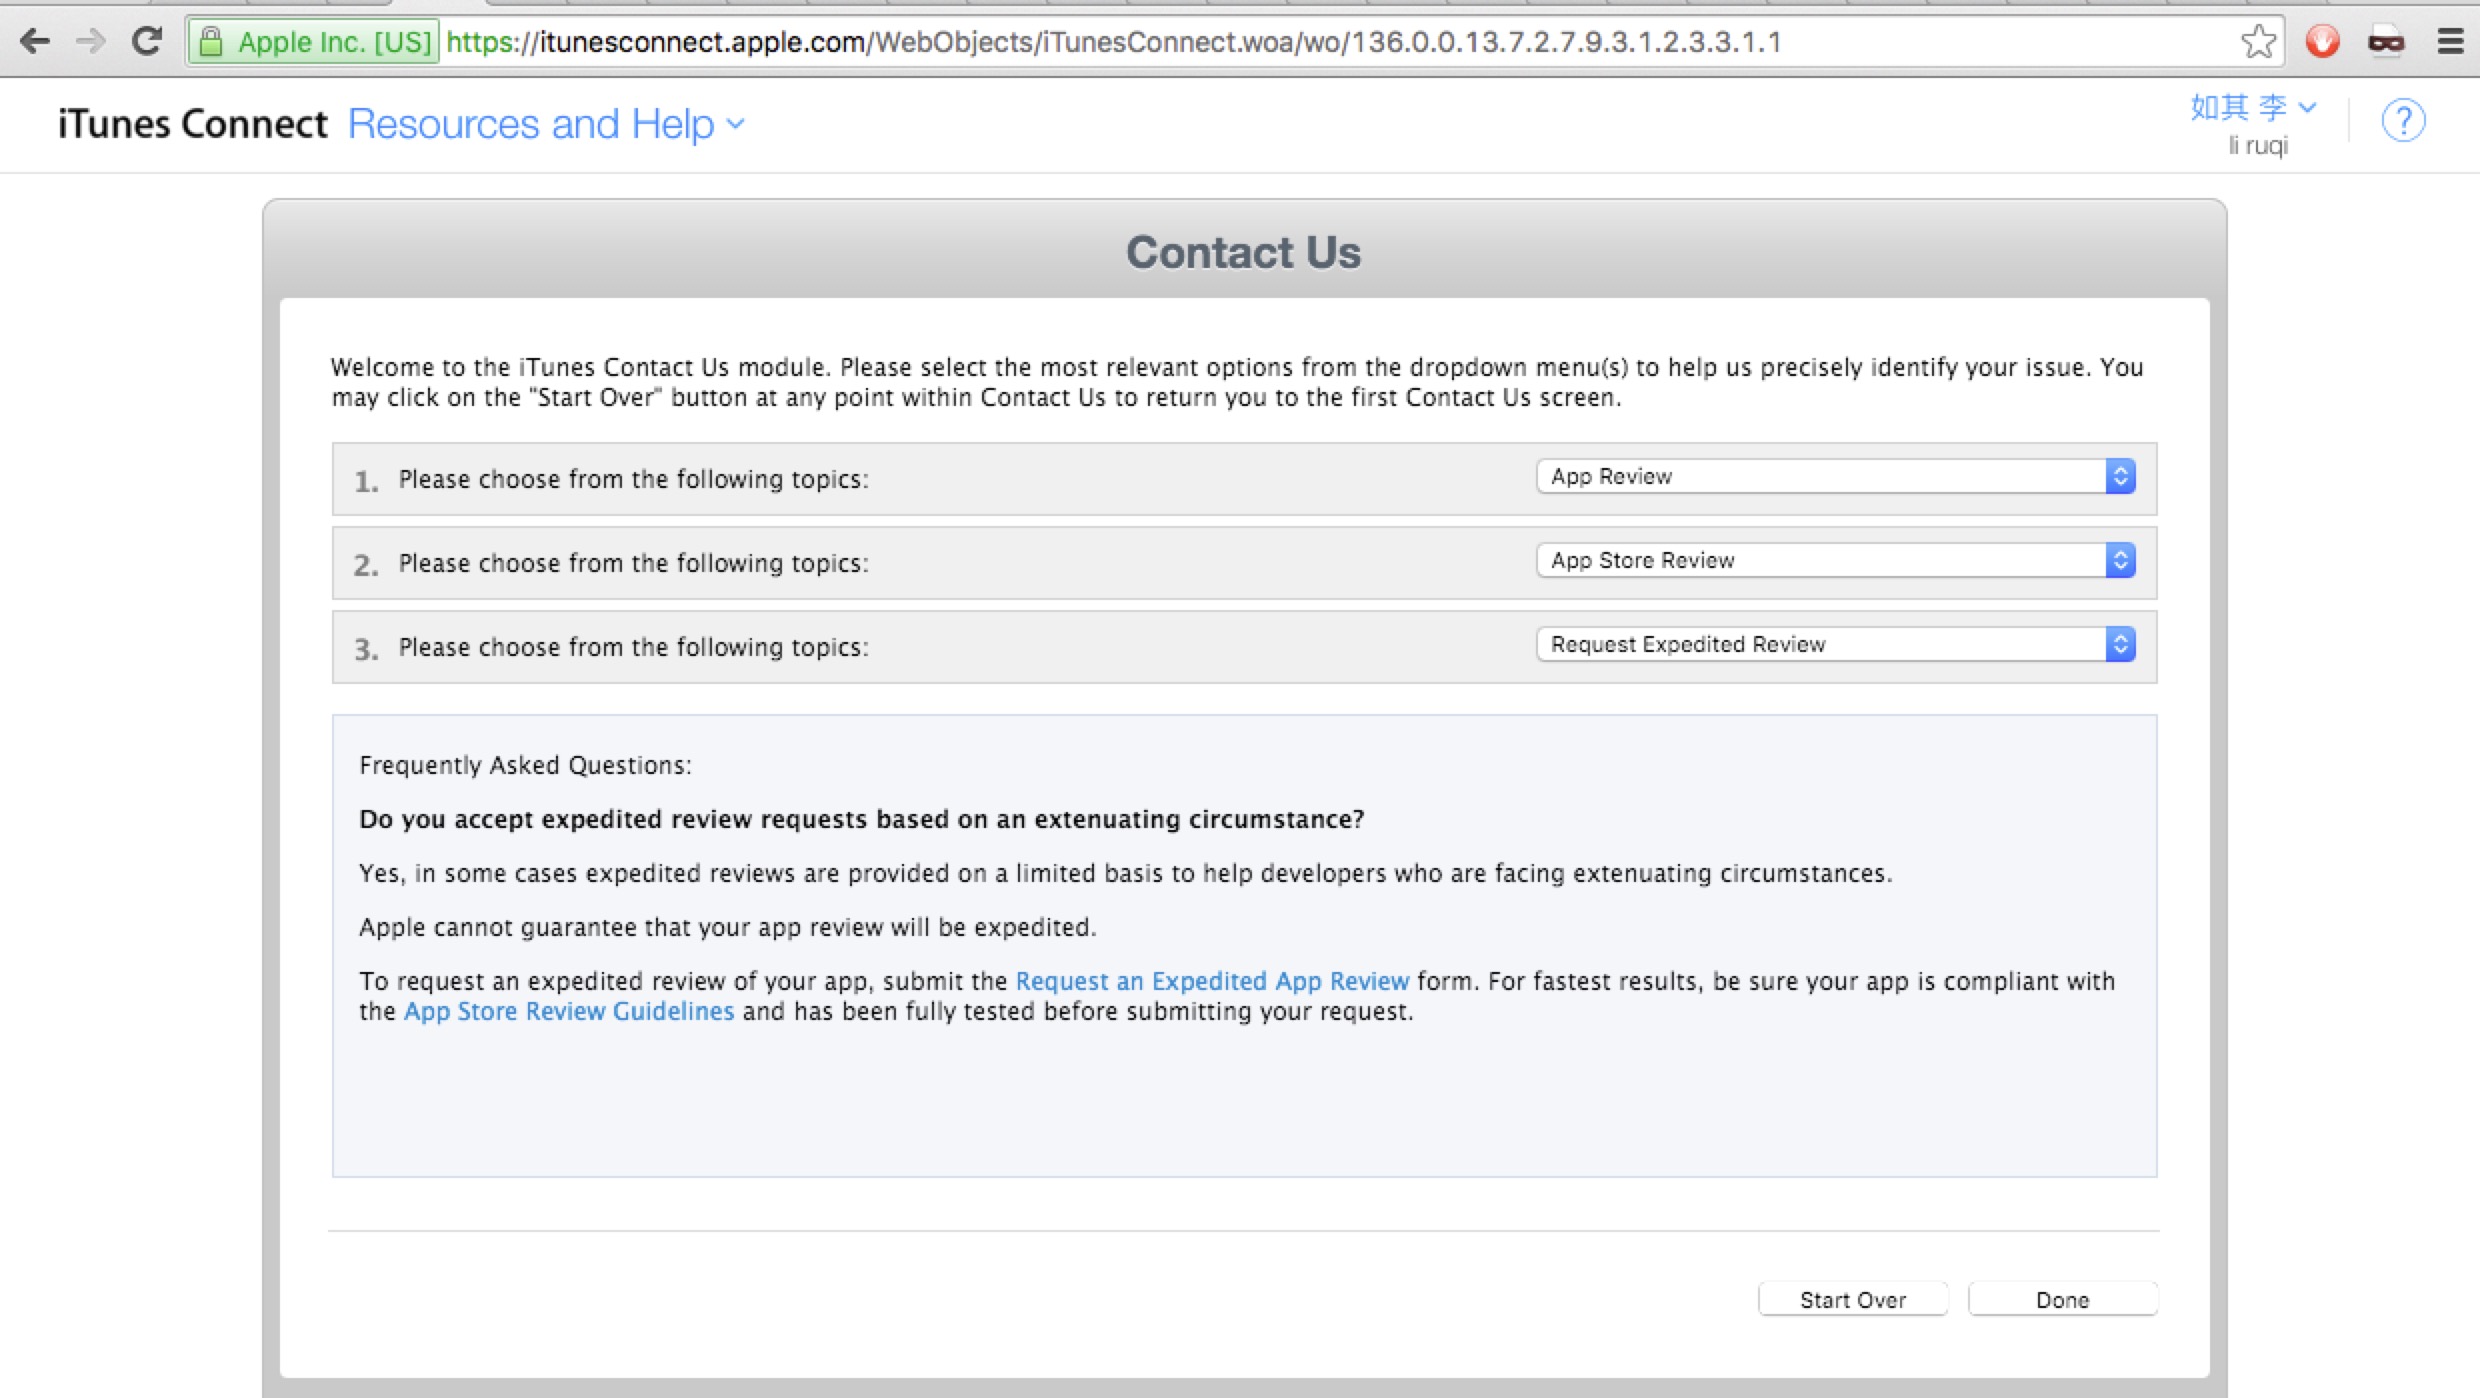 Apple Inc. [US] https://itunesconnect.apple.com/WebObjects/iTunesConnect.woa/wo/136.0.0.13.7.2.7.9.3.1.2.3.3.1.1
iTunes Connect Resources and Help
如其 李
li ruqi
?
Contact Us
Welcome to the iTunes Contact Us module. Please select the most relevant options from the dropdown menu(s) to help us precisely identify your issue. You
may click on the "Start Over" button at any point within Contact Us to return you to the first Contact Us screen.
1. Please choose from the following topics: App Review
2. Please choose from the following topics: App Store Review
3. Please choose from the following topics: Request Expedited Review
Frequently Asked Questions:
Do you accept expedited review requests based on an extenuating circumstance?
Yes, in some cases expedited reviews are provided on a limited basis to help developers who are facing extenuating circumstances.
Apple cannot guarantee that your app review will be expedited.
To request an expedited review of your app, submit the Request an Expedited App Review form. For fastest results, be sure your app is compliant with
the App Store Review Guidelines and has been fully tested before submitting your request.
Start Over Done